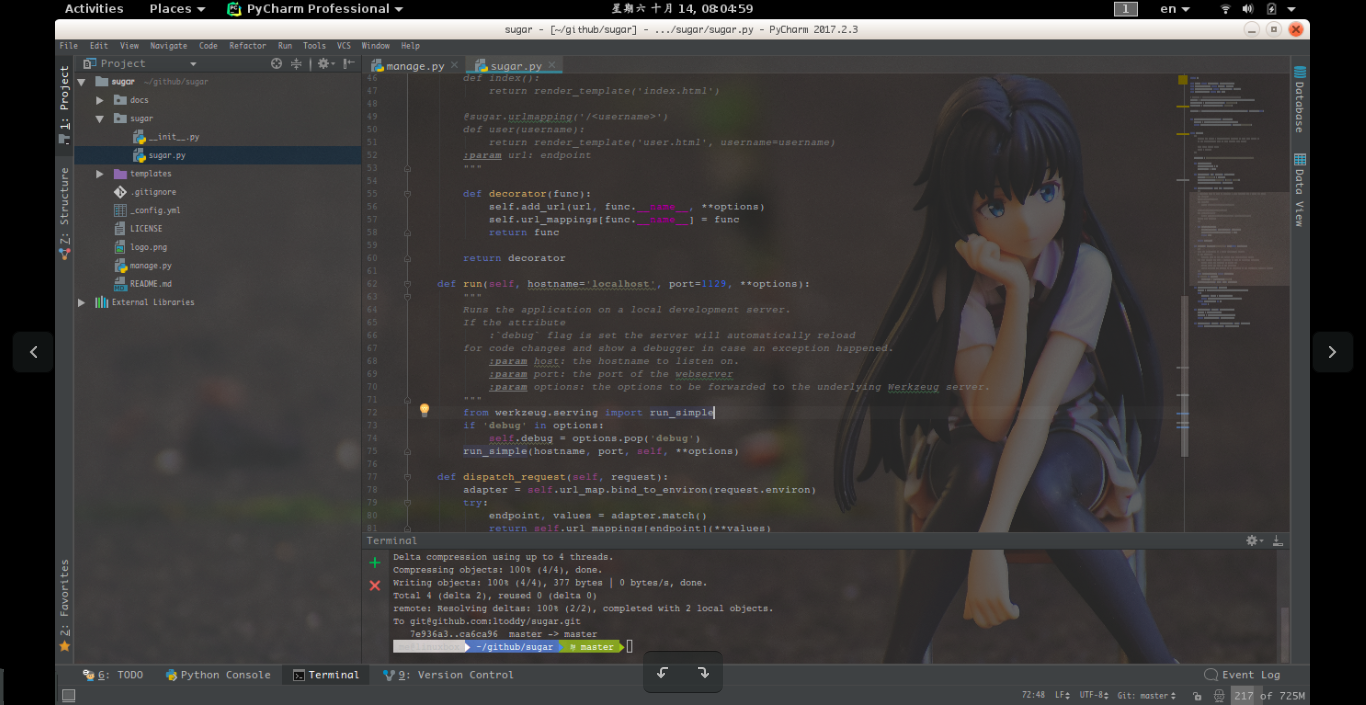 Activities Places PyCharm Professional 星期六 十月 14, 08:04:59 1 en
sugar - [~/github/sugar] - .../sugar/sugar.py - PyCharm 2017.2.3
File Edit View Navigate Code Refactor Run Tools VCS Window Help
Project
manage.py sugar.py
1: Project
7: Structure
2: Favorites
sugar ~/github/sugar
docs
sugar
__init__.py
sugar.py
templates
.gitignore
_config.yml
LICENSE
logo.png
manage.py
README.md
External Libraries
46 def index():
47 return render_template('index.html')
48
49 @sugar.urlmapping('/<username>')
50 def user(username):
51 return render_template('user.html', username=username)
52 :param url: endpoint
53 """
54
55 def decorator(func):
56 self.add_url(url, func.__name__, **options)
57 self.url_mappings[func.__name__] = func
58 return func
59
60 return decorator
61
62 def run(self, hostname='localhost', port=1129, **options):
63 """
64 Runs the application on a local development server.
65 If the attribute
66 :`debug` flag is set the server will automatically reload
67 for code changes and show a debugger in case an exception happened.
68 :param host: the hostname to listen on.
69 :param port: the port of the webserver
70 :param options: the options to be forwarded to the underlying Werkzeug server.
71 """
72 from werkzeug.serving import run_simple
73 if 'debug' in options:
74 self.debug = options.pop('debug')
75 run_simple(hostname, port, self, **options)
76
77 def dispatch_request(self, request):
78 adapter = self.url_map.bind_to_environ(request.environ)
79 try:
80 endpoint, values = adapter.match()
81 return self.url_mappings[endpoint](**values)
Database
Data View
Terminal
Delta compression using up to 4 threads.
Compressing objects: 100% (4/4), done.
Writing objects: 100% (4/4), 377 bytes | 0 bytes/s, done.
Total 4 (delta 2), reused 0 (delta 0)
remote: Resolving deltas: 100% (2/2), completed with 2 local objects.
To git@github.com:ltoddy/sugar.git
7e936a3..ca6ca96 master -> master
~/github/sugar master
6: TODO Python Console Terminal 9: Version Control Event Log
72:48 LF UTF-8 Git: master 217 of 725M